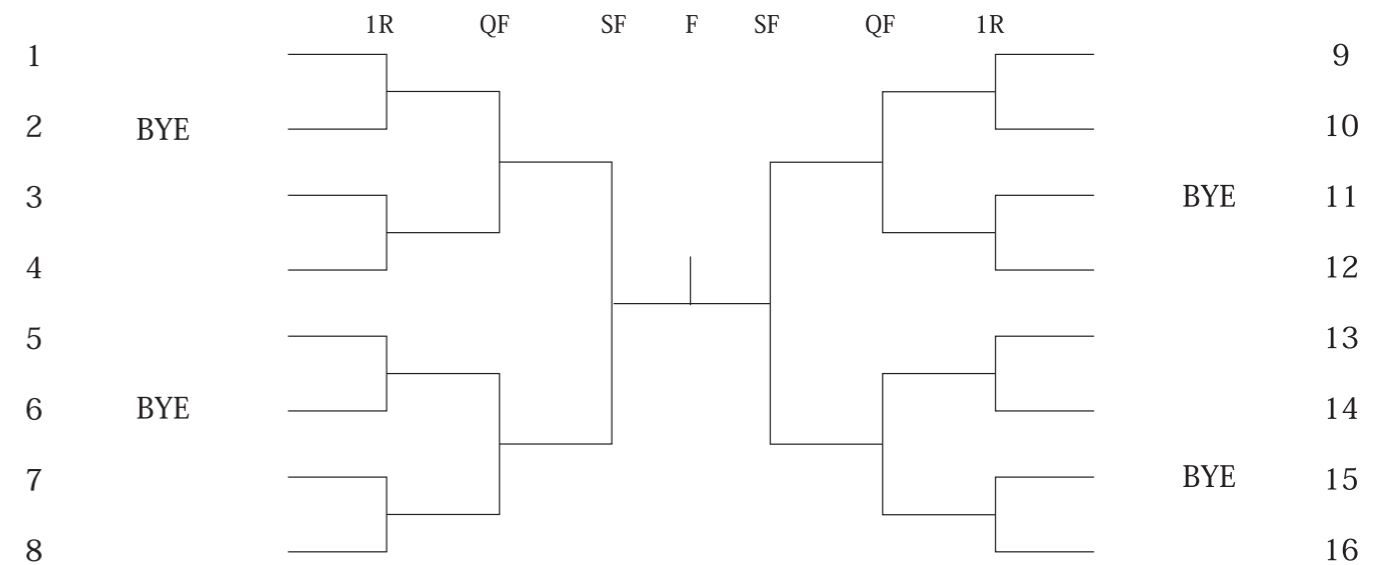 1R QF SF F SF QF 1R
1 9
2 BYE 10
3 BYE 11
4 12
5 13
6 BYE 14
7 BYE 15
8 16